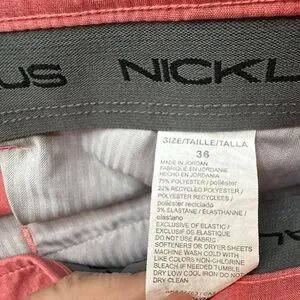 US NICKL
SIZE/TAILLE/TALLA
36
MADE IN JORDAN
FABRIQUÉ EN JORDANIE
HECHO EN JORDANIA
75% POLYESTER / poliéster
22% RECYCLED POLYESTER /
POLYESTER RECYCLÉS /
poliéster reciclado
3% ELASTANE / ÉLASTHANNE /
elastano
EXCLUSIVE OF ELASTIC /
EXCLUSIF DE ELASTIQUE
DO NOT USE FABRIC
SOFTENERS OR DRYER SHEETS
MACHINE WASH COLD WITH
LIKE COLORS NON-CHLORINE
BLEACH IF NEEDED TUMBLE
DRY LOW COOL IRON DO NOT
DRY CLEAN